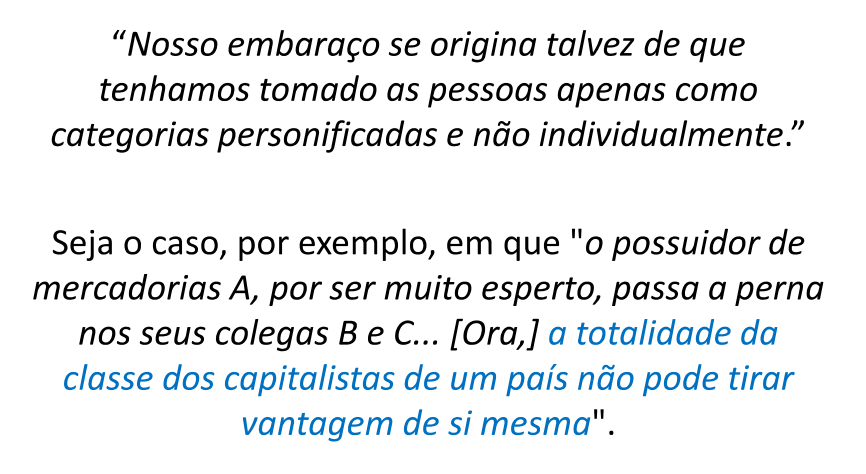 “Nosso embaraço se origina talvez de que
tenhamos tomado as pessoas apenas como
categorias personificadas e não individualmente.”
Seja o caso, por exemplo, em que "o possuidor de
mercadorias A, por ser muito esperto, passa a perna
nos seus colegas B e C... [Ora,] a totalidade da
classe dos capitalistas de um país não pode tirar
vantagem de si mesma".